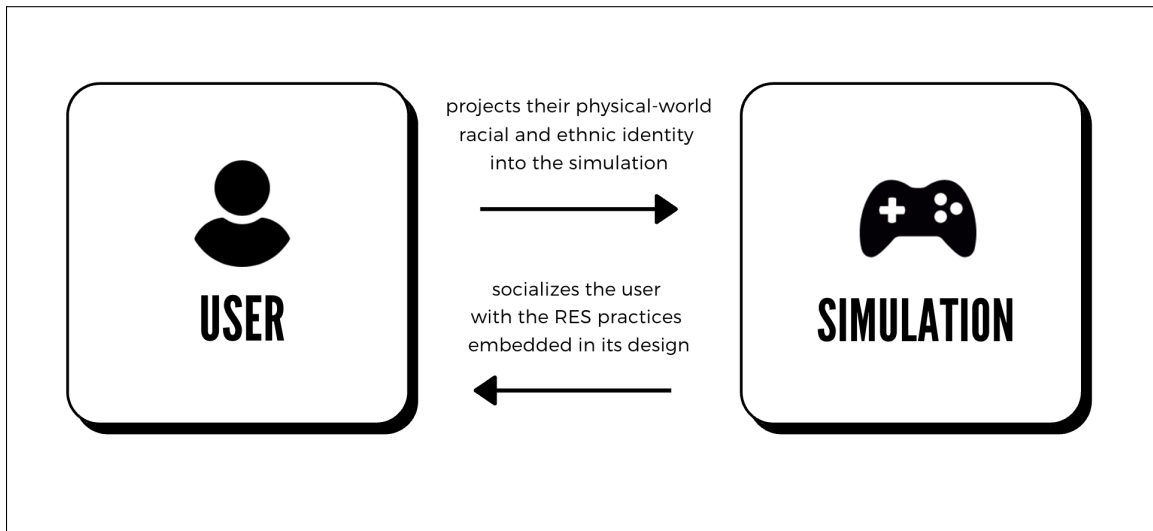 projects their physical-world
racial and ethnic identity
into the simulation
USER
socializes the user
with the RES practices
embedded in its design
SIMULATION